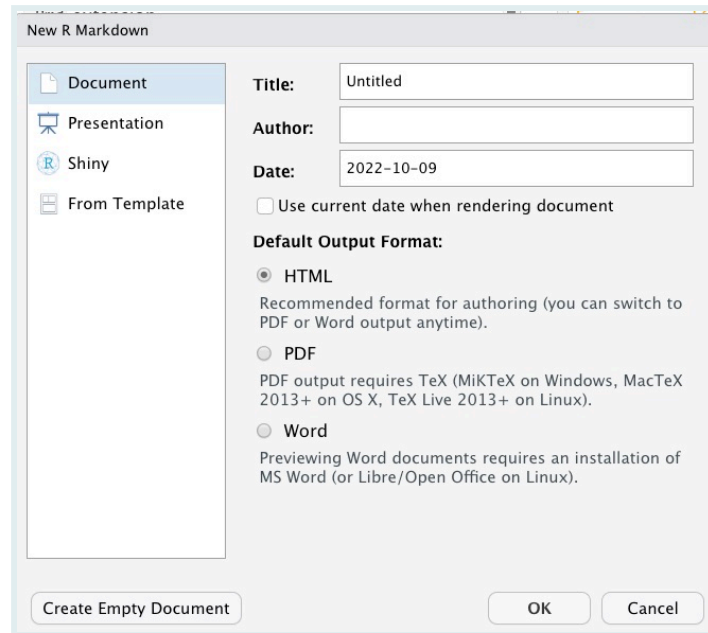 New R Markdown
Document
Presentation
R Shiny
From Template
Title: Untitled
Author:
Date: 2022-10-09
Use current date when rendering document
Default Output Format:
HTML
Recommended format for authoring (you can switch to
PDF or Word output anytime).
PDF
PDF output requires TeX (MiKTeX on Windows, MacTeX
2013+ on OS X, TeX Live 2013+ on Linux).
Word
Previewing Word documents requires an installation of
MS Word (or Libre/Open Office on Linux).
Create Empty Document
OK
Cancel